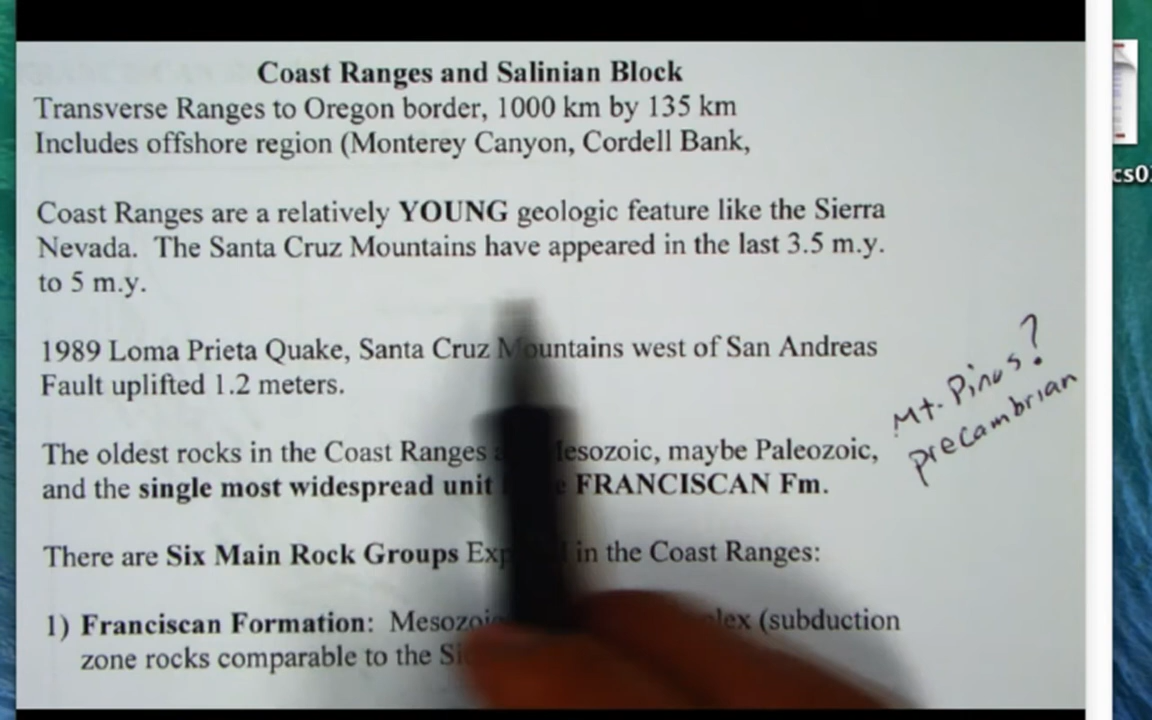 Coast Ranges and Salinian Block
Transverse Ranges to Oregon border, 1000 km by 135 km
Includes offshore region (Monterey Canyon, Cordell Bank,
Coast Ranges are a relatively YOUNG geologic feature like the Sierra
Nevada. The Santa Cruz Mountains have appeared in the last 3.5 m.y.
to 5 m.y.
1989 Loma Prieta Quake, Santa Cruz Mountains west of San Andreas
Fault uplifted 1.2 meters.
The oldest rocks in the Coast Ranges Mesozoic, maybe Paleozoic,
and the single most widespread unit FRANCISCAN Fm.
Mt. Pinos?
precambrian
There are Six Main Rock Groups in the Coast Ranges:
1) Franciscan Formation: Mesozoic (subduction
zone rocks comparable to the
cs0